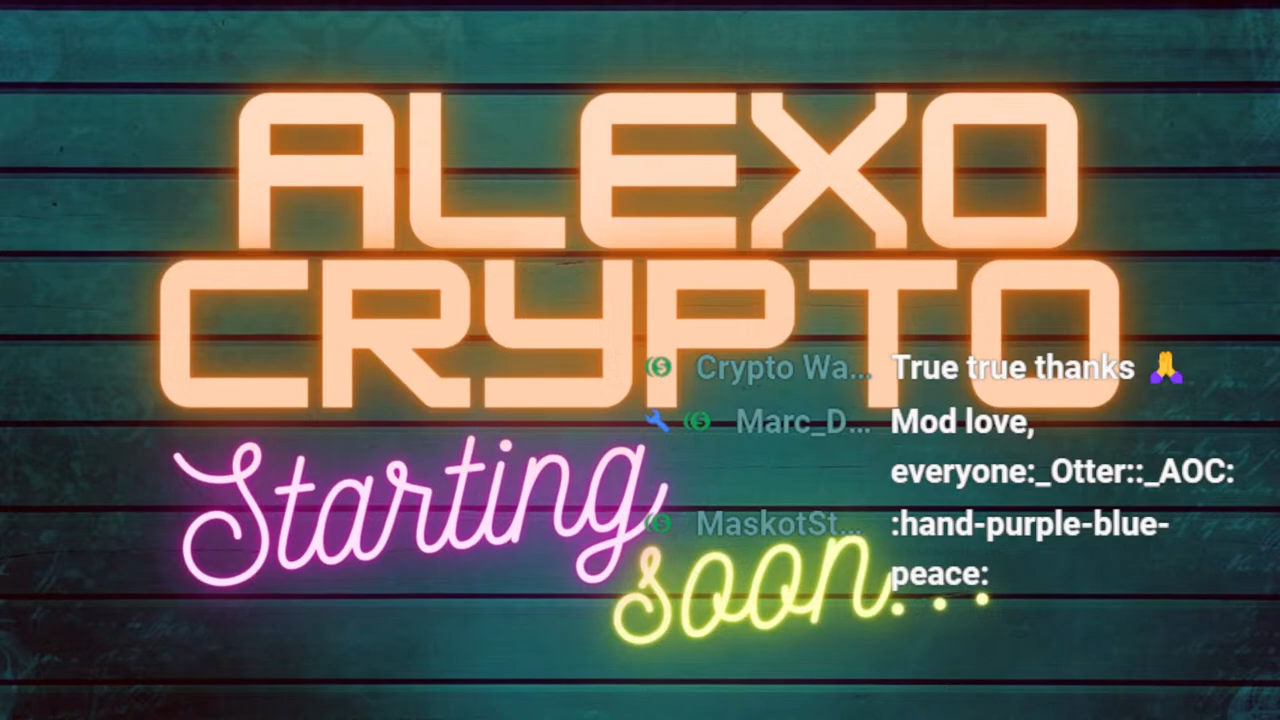 ALEXO
CRYPTO
Crypto Wa... True true thanks 🙏
Marc_D... Mod love,
everyone:_Otter::_AOC:
Starting
MaskotSt... :hand-purple-blue-
peace:
soon...